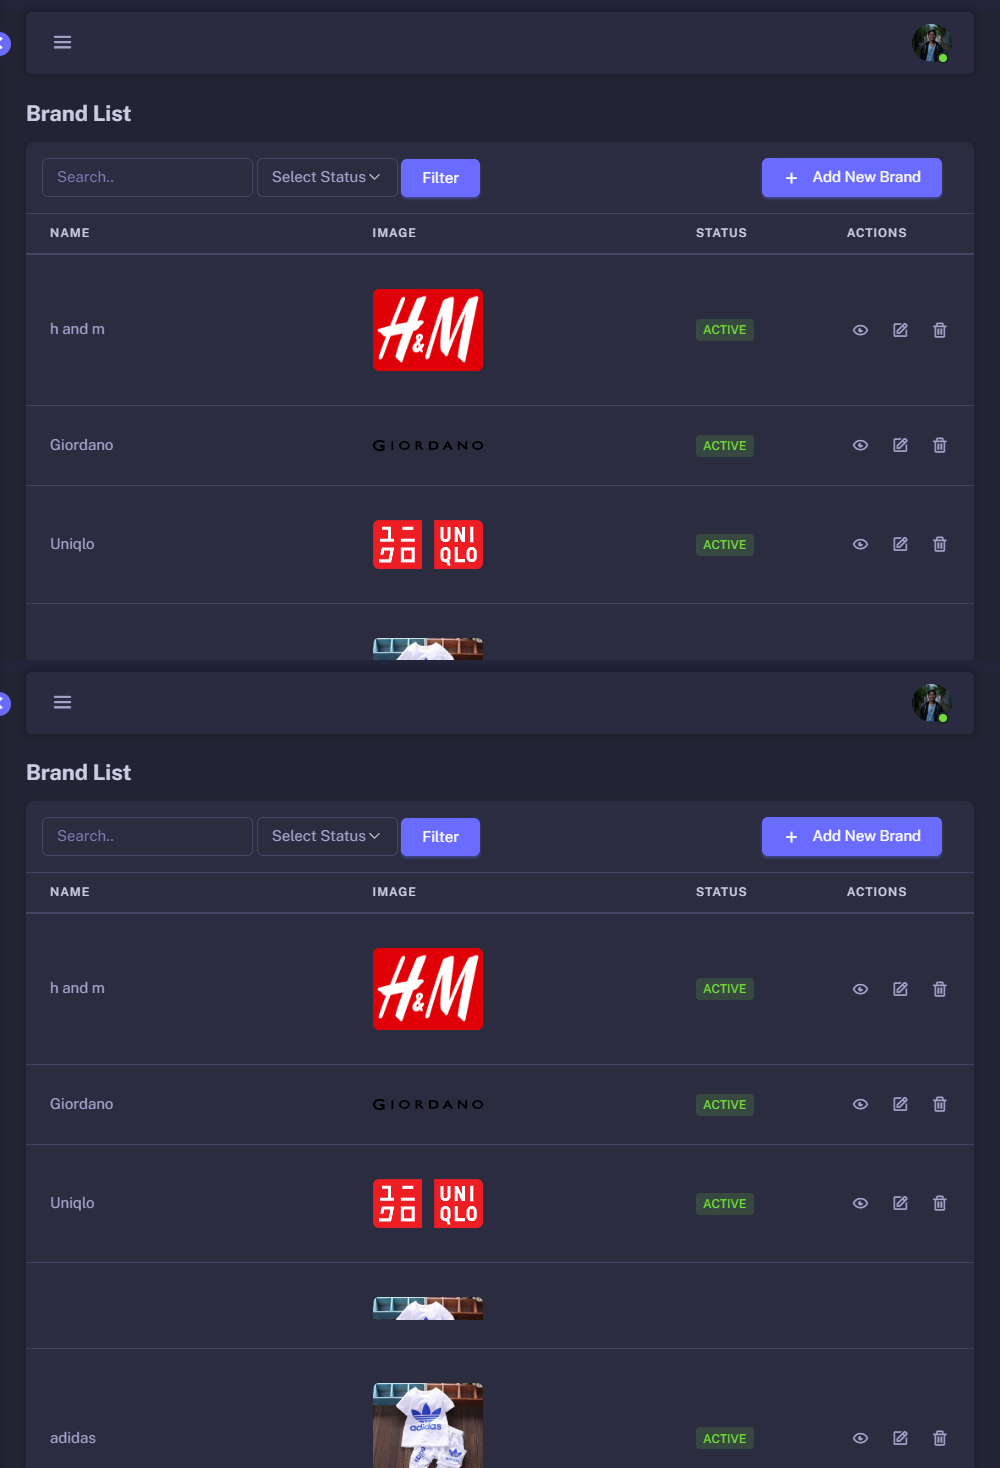 Brand List
Search.. Select Status Filter + Add New Brand
NAME IMAGE STATUS ACTIONS
h and m H&M ACTIVE
Giordano GIORDANO ACTIVE
ユニ UNI
Uniqlo クロ QLO ACTIVE
Brand List
Search.. Select Status Filter + Add New Brand
NAME IMAGE STATUS ACTIONS
h and m H&M ACTIVE
Giordano GIORDANO ACTIVE
ユニ UNI
Uniqlo クロ QLO ACTIVE
adidas
adidas ACTIVE